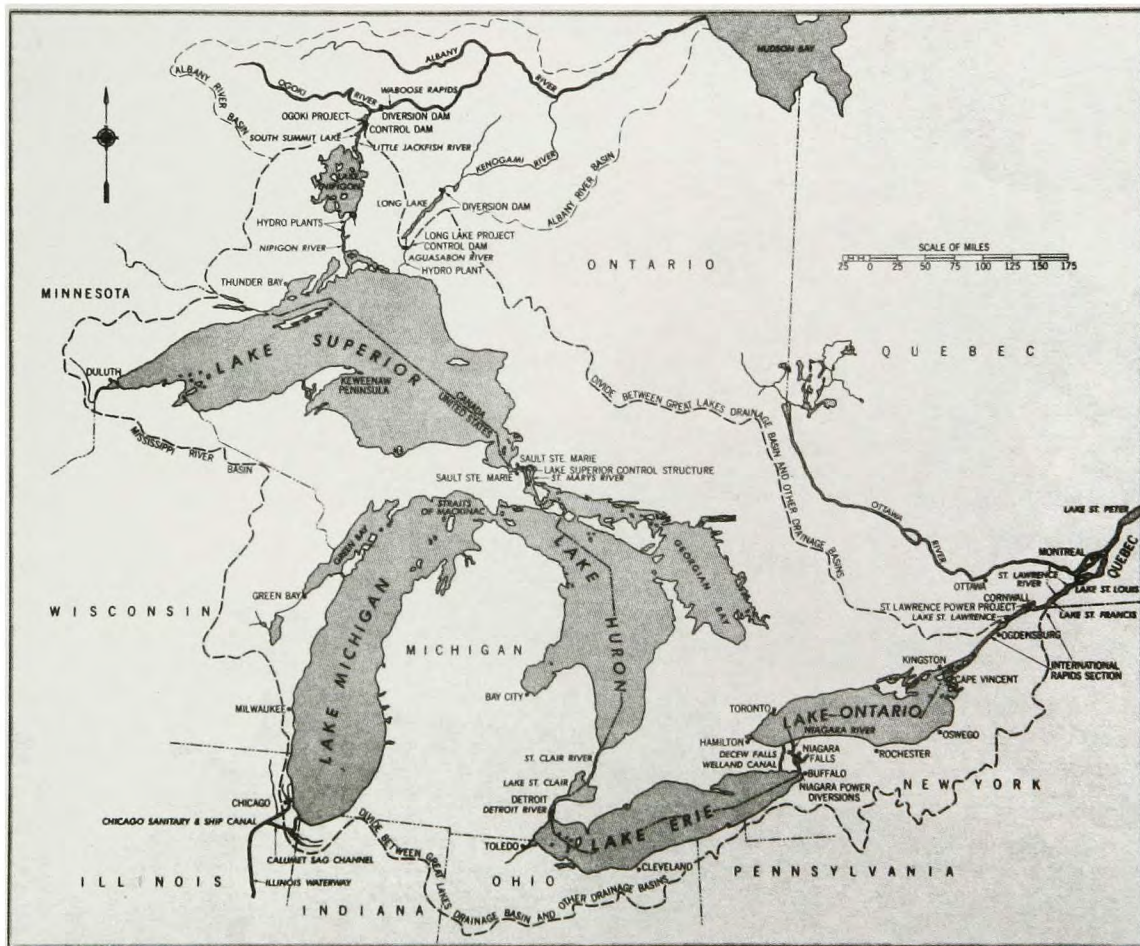 HUDSON BAY
ALBANY
RIVER
ALBANY
RIVER BASIN
OGOKI
RIVER
WABOOSE RAPIDS
OGOKI PROJECT
DIVERSION DAM
CONTROL DAM
SOUTH SUMMIT LAKE
LITTLE JACKFISH RIVER
LAKE
NIPIGON
KENOGAMI RIVER
ALBANY RIVER BASIN
LONG LAKE
DIVERSION DAM
HYDRO PLANTS
LONG LAKE PROJECT
CONTROL DAM
NIPIGON RIVER
AGUASABON RIVER
HYDRO PLANT
ONTARIO
SCALE OF MILES
25 0 25 50 75 100 125 150 175
THUNDER BAY
MINNESOTA
LAKE SUPERIOR
QUEBEC
DULUTH
KEWEENAW
PENINSULA
CANADA
UNITED STATES
DIVIDE BETWEEN GREAT LAKES DRAINAGE BASIN AND OTHER DRAINAGE BASINS
MISSISSIPPI RIVER
BASIN
SAULT STE. MARIE
LAKE SUPERIOR CONTROL STRUCTURE
SAULT STE. MARIE
ST. MARYS RIVER
STRAITS
OF MACKINAC
GREEN BAY
LAKE HURON
GEORGIAN
BAY
OTTAWA
RIVER
LAKE ST. PETER
MONTREAL
QUEBEC
OTTAWA
ST. LAWRENCE
RIVER
LAKE ST. LOUIS
CORNWALL
ST. LAWRENCE POWER PROJECT
LAKE ST. LAWRENCE
LAKE ST. FRANCIS
OGDENSBURG
GREEN BAY
WISCONSIN
LAKE MICHIGAN
MICHIGAN
KINGSTON
CAPE VINCENT
INTERNATIONAL
RAPIDS SECTION
BAY CITY
MILWAUKEE
TORONTO
LAKE ONTARIO
NIAGARA RIVER
HAMILTON
OSWEGO
DECEW FALLS
WELLAND CANAL
NIAGARA
FALLS
ROCHESTER
ST. CLAIR RIVER
LAKE ST. CLAIR
BUFFALO
NEW YORK
NIAGARA POWER
DIVERSIONS
CHICAGO
DETROIT
DETROIT RIVER
CHICAGO SANITARY & SHIP CANAL
TOLEDO
LAKE ERIE
CALUMET SAG CHANNEL
CLEVELAND
PENNSYLVANIA
ILLINOIS
ILLINOIS WATERWAY
OHIO
INDIANA
DIVIDE BETWEEN GREAT LAKES DRAINAGE BASIN AND OTHER DRAINAGE BASINS